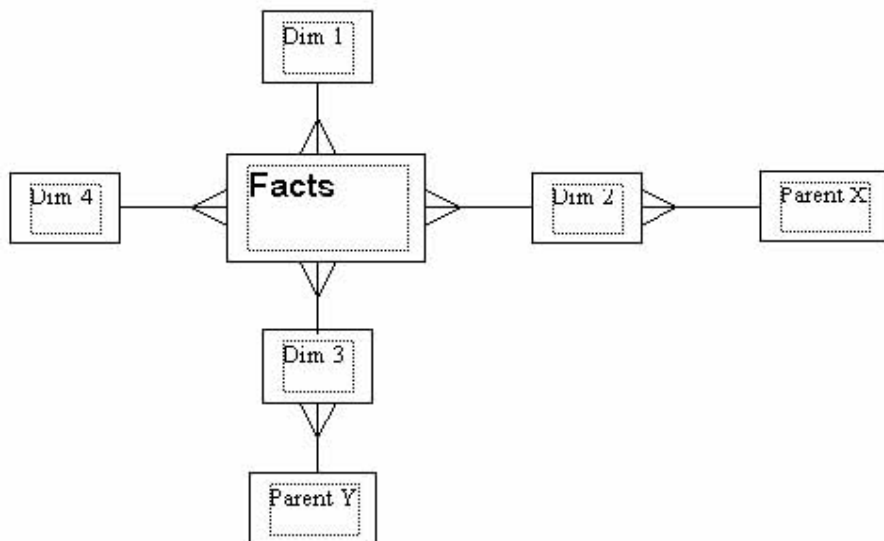 Dim 1
Facts
Dim 4
Dim 2
Parent X
Dim 3
Parent Y